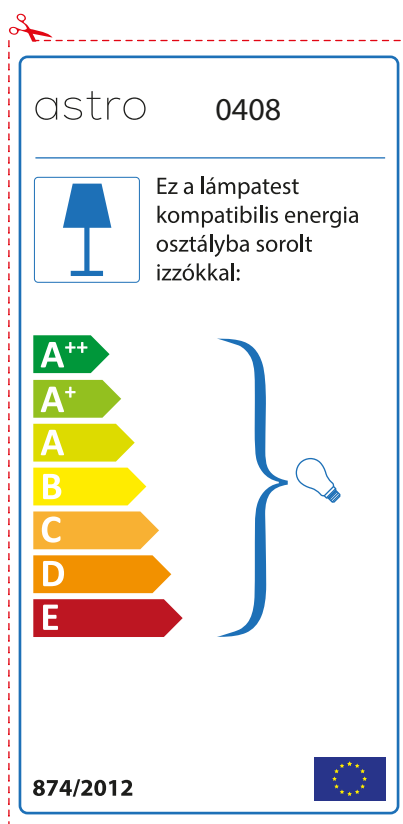 astro 0408
Ez a lámpatest
kompatibilis energia
osztályba sorolt
izzókkal:
A++
A+
A
B
C
D
E
874/2012